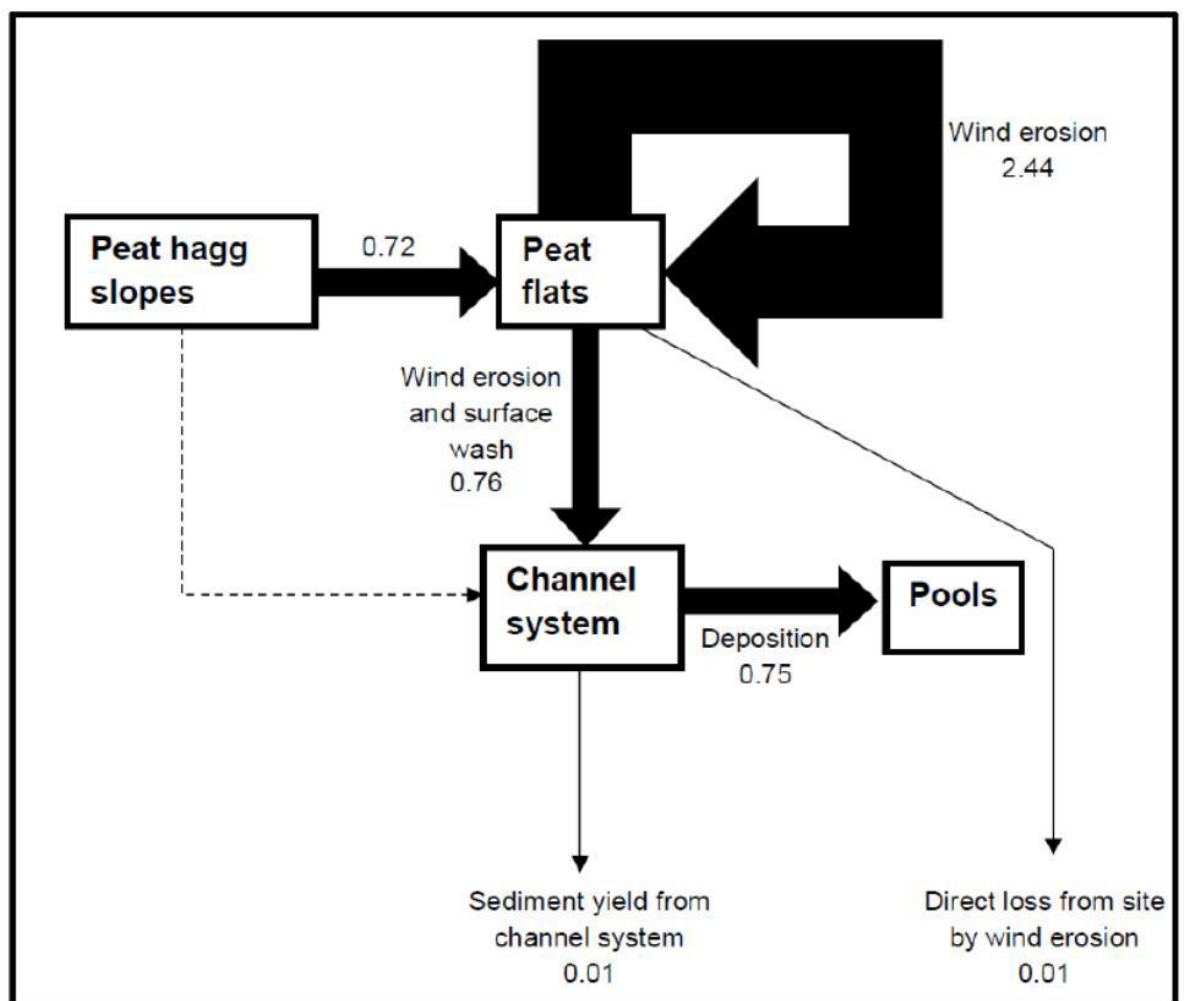 Wind erosion
2.44
Peat hagg
slopes
0.72
Peat
flats
Wind erosion
and surface
wash
0.76
Channel
system
Deposition
0.75
Pools
Sediment yield from
channel system
0.01
Direct loss from site
by wind erosion
0.01